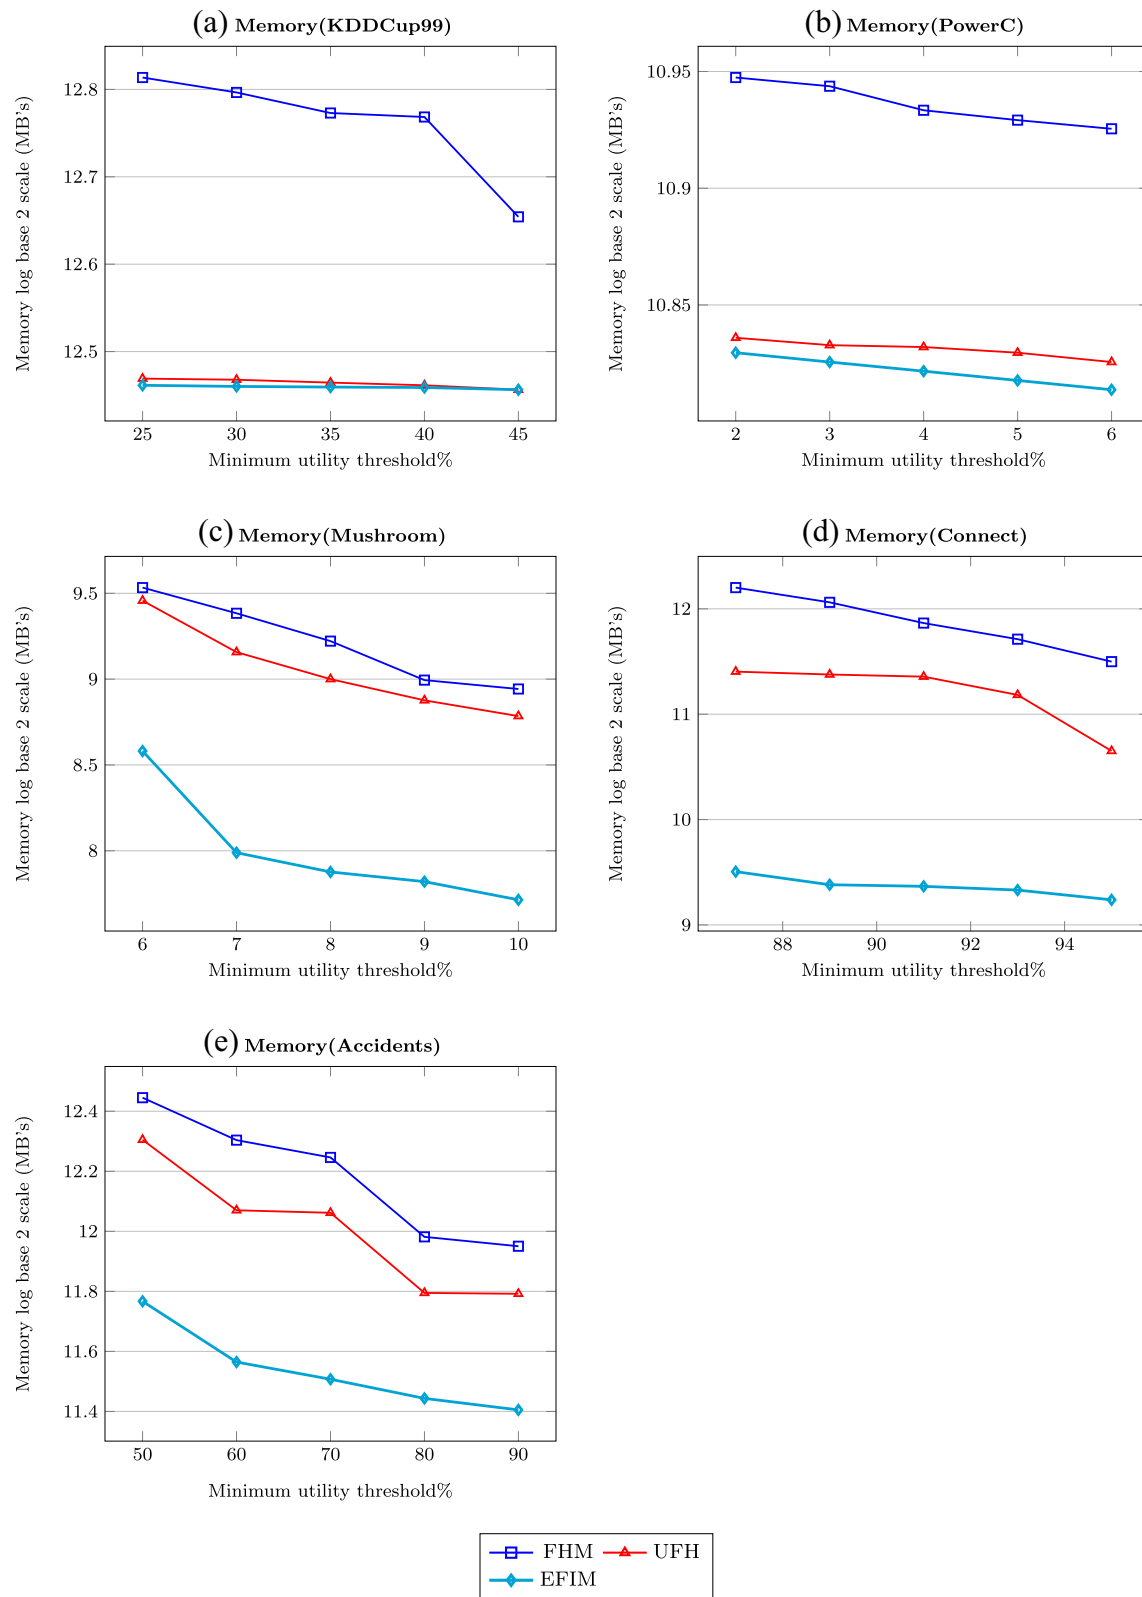 (a) Memory(KDDCup99)
Memory log base 2 scale (MB's)
12.8
12.7
12.6
12.5
25 30 35 40 45
Minimum utility threshold%
(b) Memory(PowerC)
Memory log base 2 scale (MB's)
10.95
10.9
10.85
2 3 4 5 6
Minimum utility threshold%
(c) Memory(Mushroom)
Memory log base 2 scale (MB's)
9.5
9
8.5
8
6 7 8 9 10
Minimum utility threshold%
(d) Memory(Connect)
Memory log base 2 scale (MB's)
12
11
10
9
88 90 92 94
Minimum utility threshold%
(e) Memory(Accidents)
Memory log base 2 scale (MB's)
12.4
12.2
12
11.8
11.6
11.4
50 60 70 80 90
Minimum utility threshold%
FHM UFH
EFIM